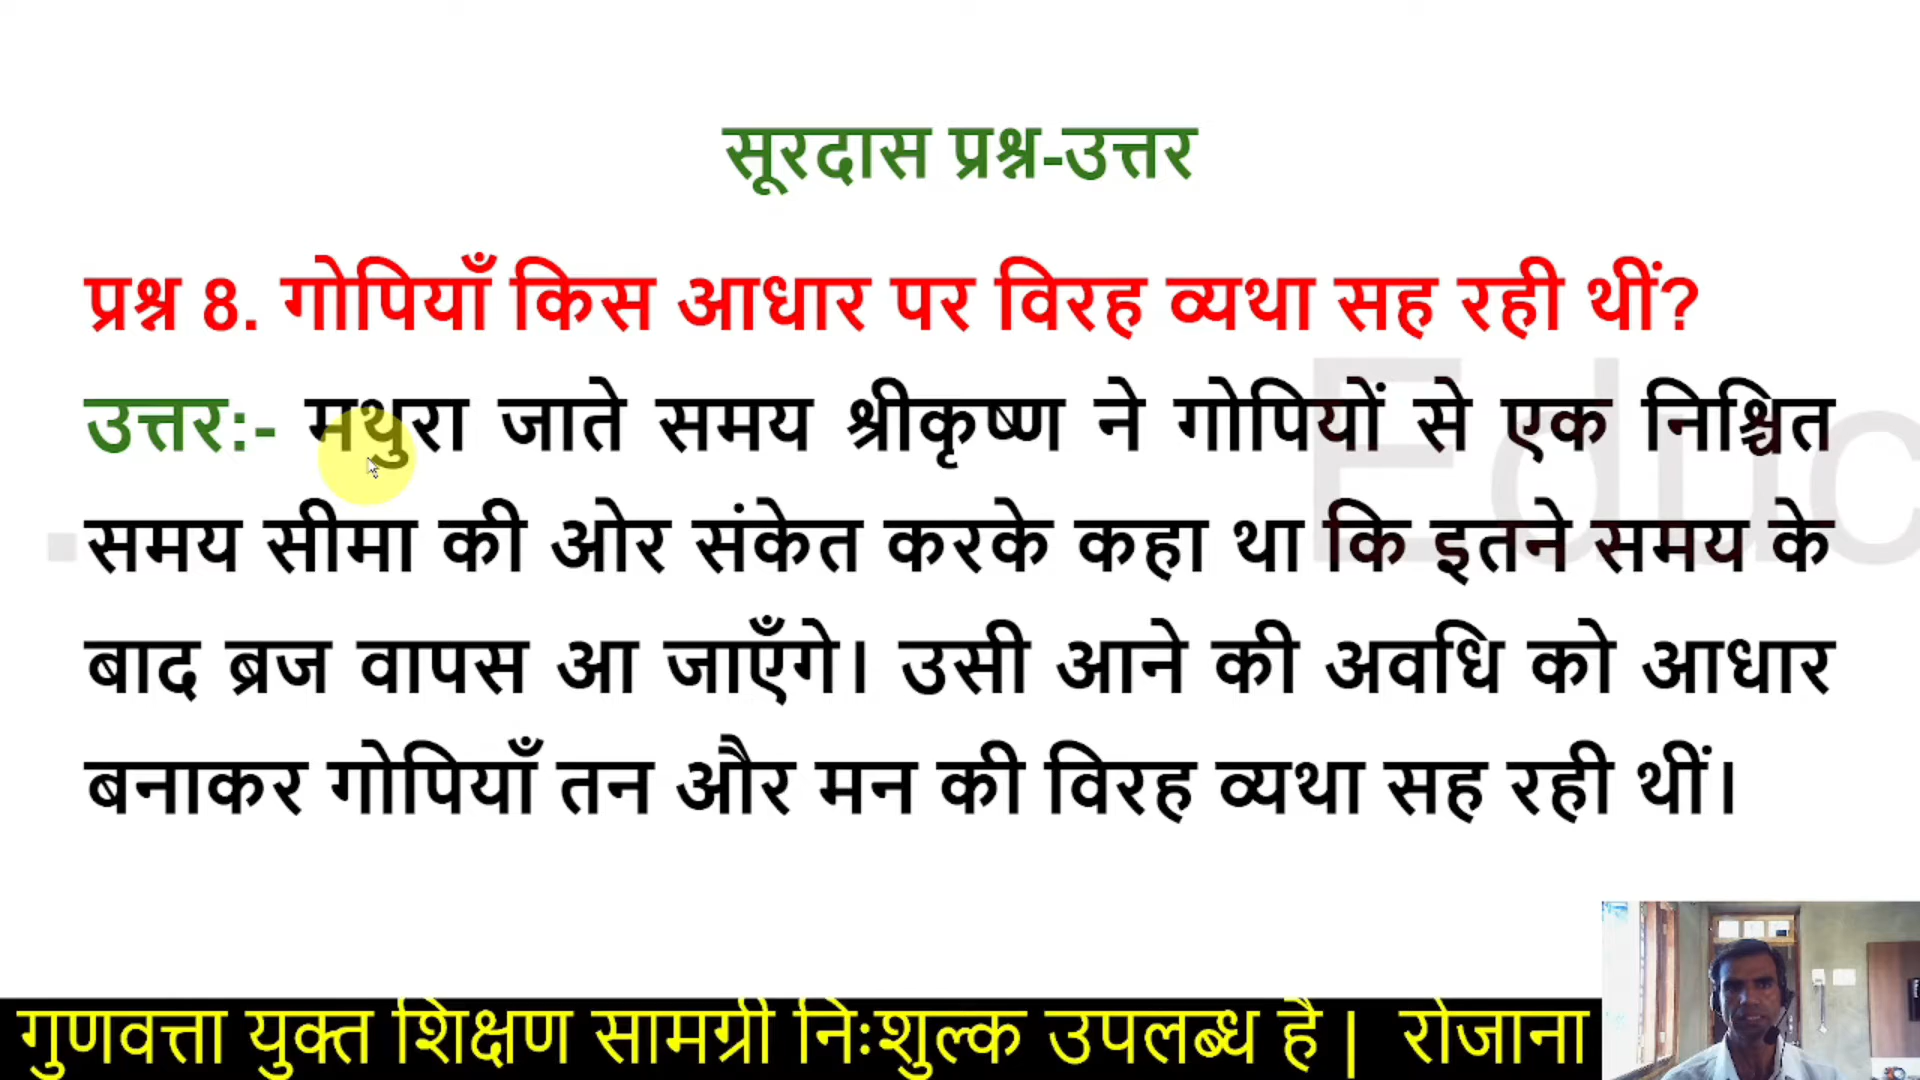 सूरदास प्रश्न-उत्तर
प्रश्न 8. गोपियाँ किस आधार पर विरह व्यथा सह रही थीं?
उत्तर:- मथुरा जाते समय श्रीकृष्ण ने गोपियों से एक निश्चित
समय सीमा की ओर संकेत करके कहा था कि इतने समय के
बाद ब्रज वापस आ जाएँगे। उसी आने की अवधि को आधार
बनाकर गोपियाँ तन और मन की विरह व्यथा सह रही थीं।
Educ
गुणवत्ता युक्त शिक्षण सामग्री निःशुल्क उपलब्ध है | रोजाना